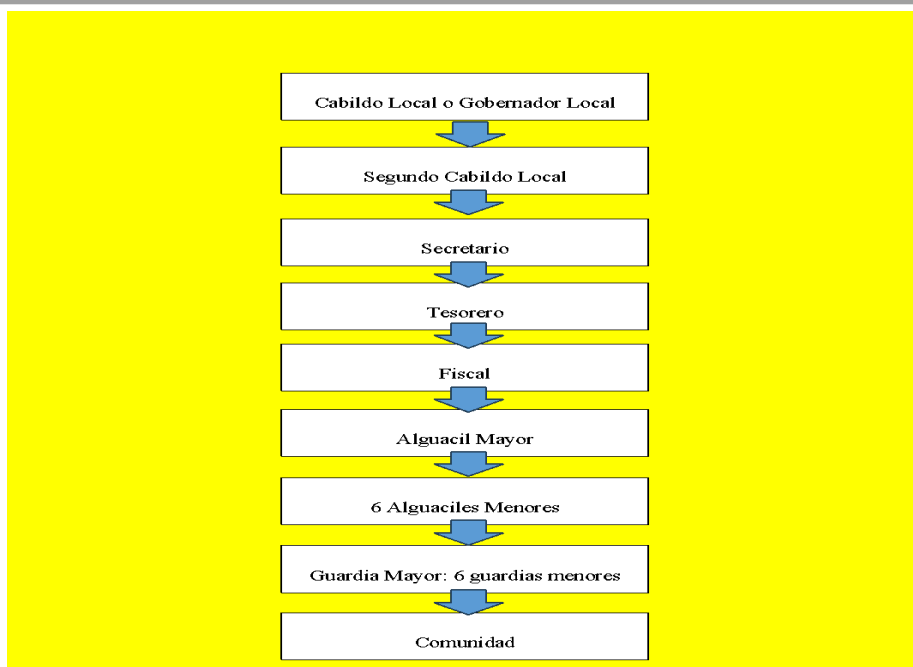 Cabildo Local o Gobernador Local
Segundo Cabildo Local
Secretario
Tesorero
Fiscal
Alguacil Mayor
6 Alguaciles Menores
Guardia Mayor: 6 guardias menores
Comunidad